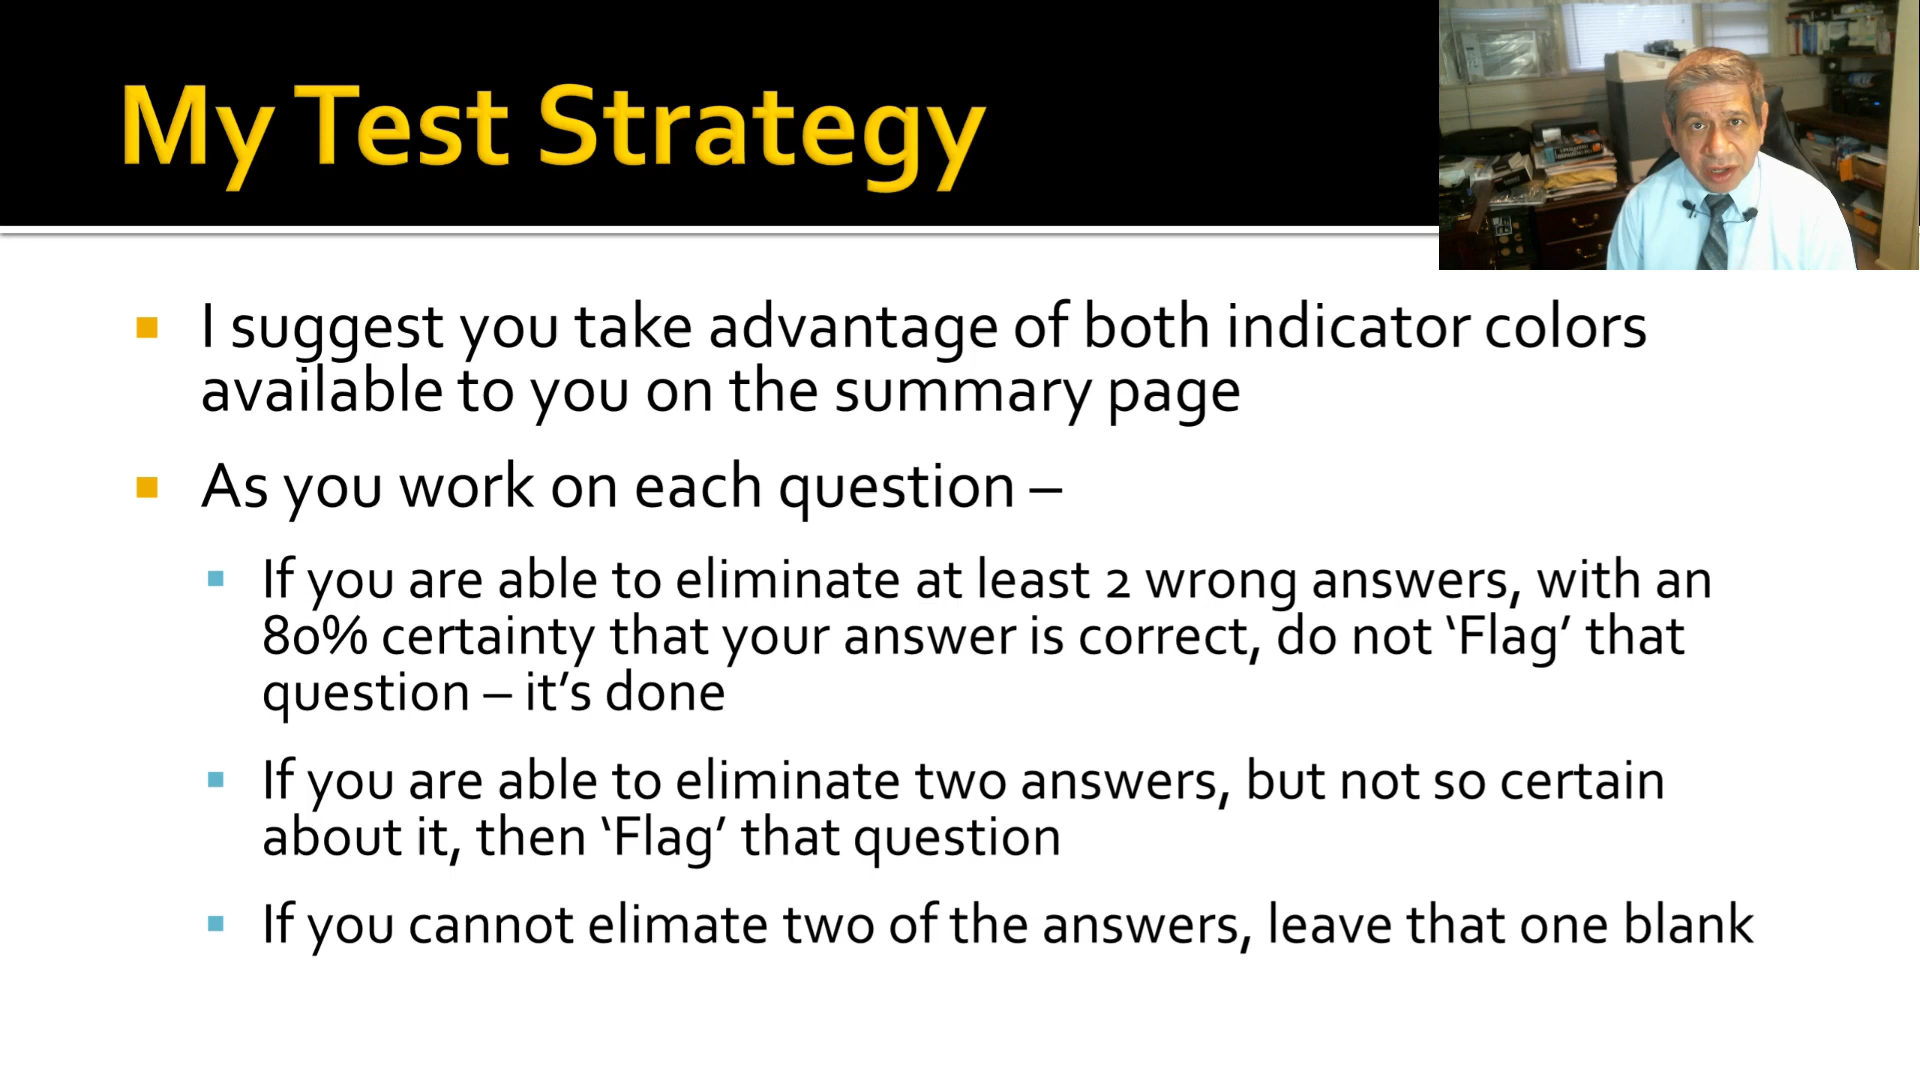 My Test Strategy
I suggest you take advantage of both indicator colors
available to you on the summary page
As you work on each question –
If you are able to eliminate at least 2 wrong answers, with an
80% certainty that your answer is correct, do not ‘Flag’ that
question – it’s done
If you are able to eliminate two answers, but not so certain
about it, then ‘Flag’ that question
If you cannot elimate two of the answers, leave that one blank